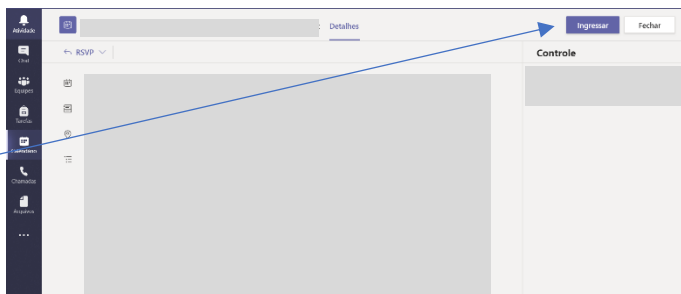 Atividade
Detalhes
Ingressar
Fechar
Chat
RSVP
Controle
Equipes
Tarefas
Calendário
Chamadas
Arquivos